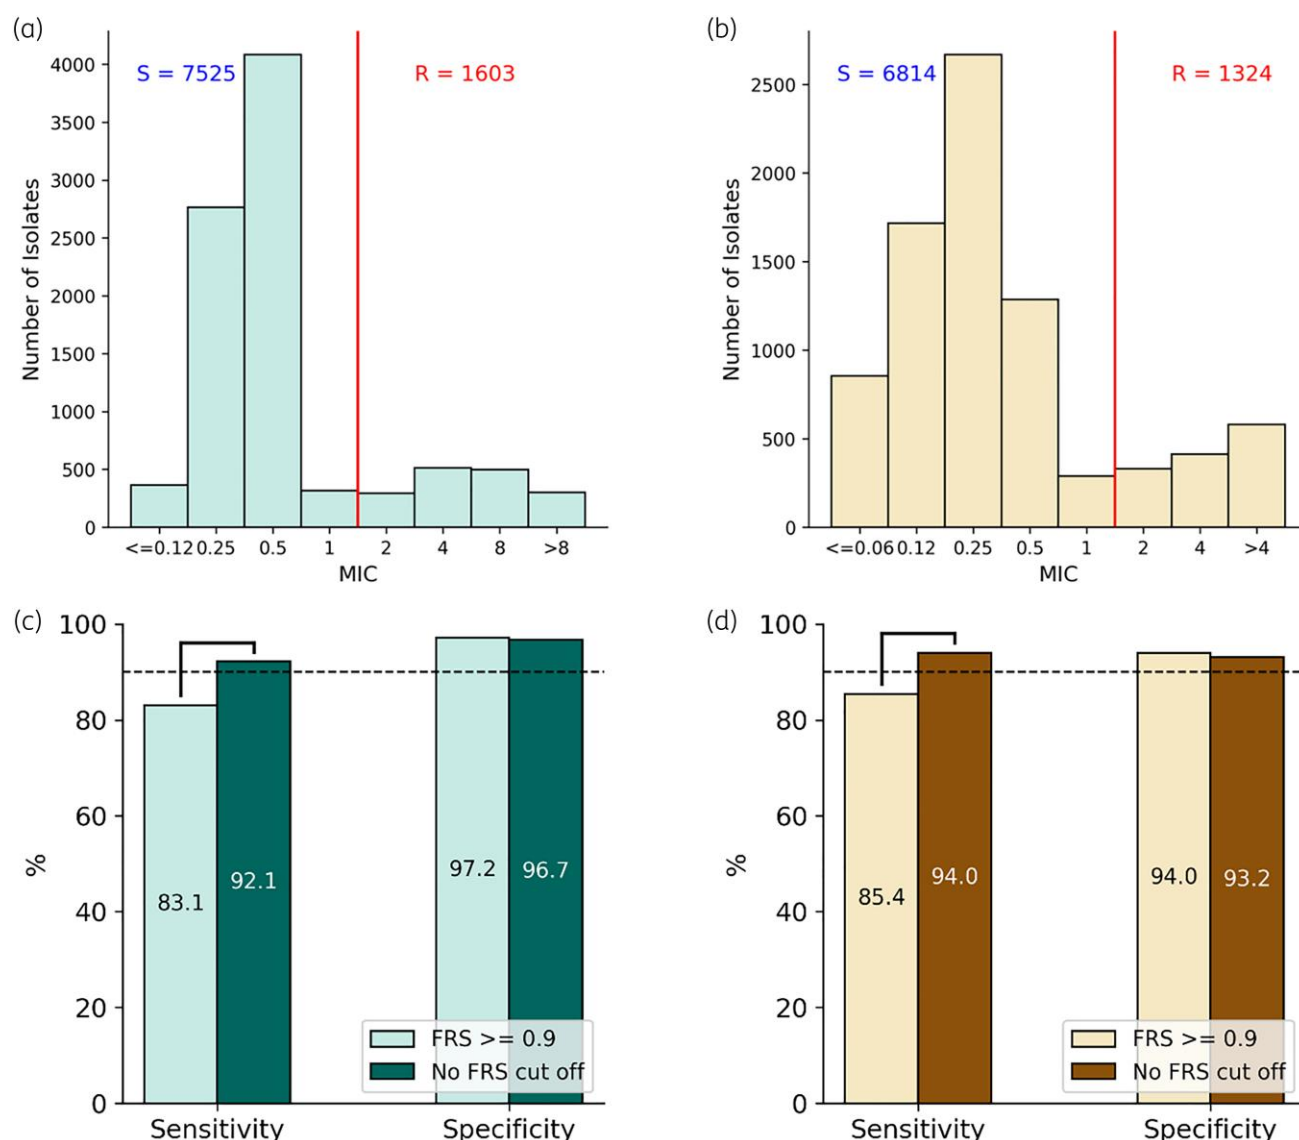 (a)
S = 7525
R = 1603
Number of Isolates
4000
3500
3000
2500
2000
1500
1000
500
0
<=0.12 0.25 0.5 1 2 4 8 >8
MIC
(b)
S = 6814
R = 1324
Number of Isolates
2500
2000
1500
1000
500
0
<=0.06 0.12 0.25 0.5 1 2 4 >4
MIC
(c)
%
100
80
60
40
20
0
83.1
92.1
97.2
96.7
FRS >= 0.9
No FRS cut off
Sensitivity Specificity
(d)
%
100
80
60
40
20
0
85.4
94.0
94.0
93.2
FRS >= 0.9
No FRS cut off
Sensitivity Specificity